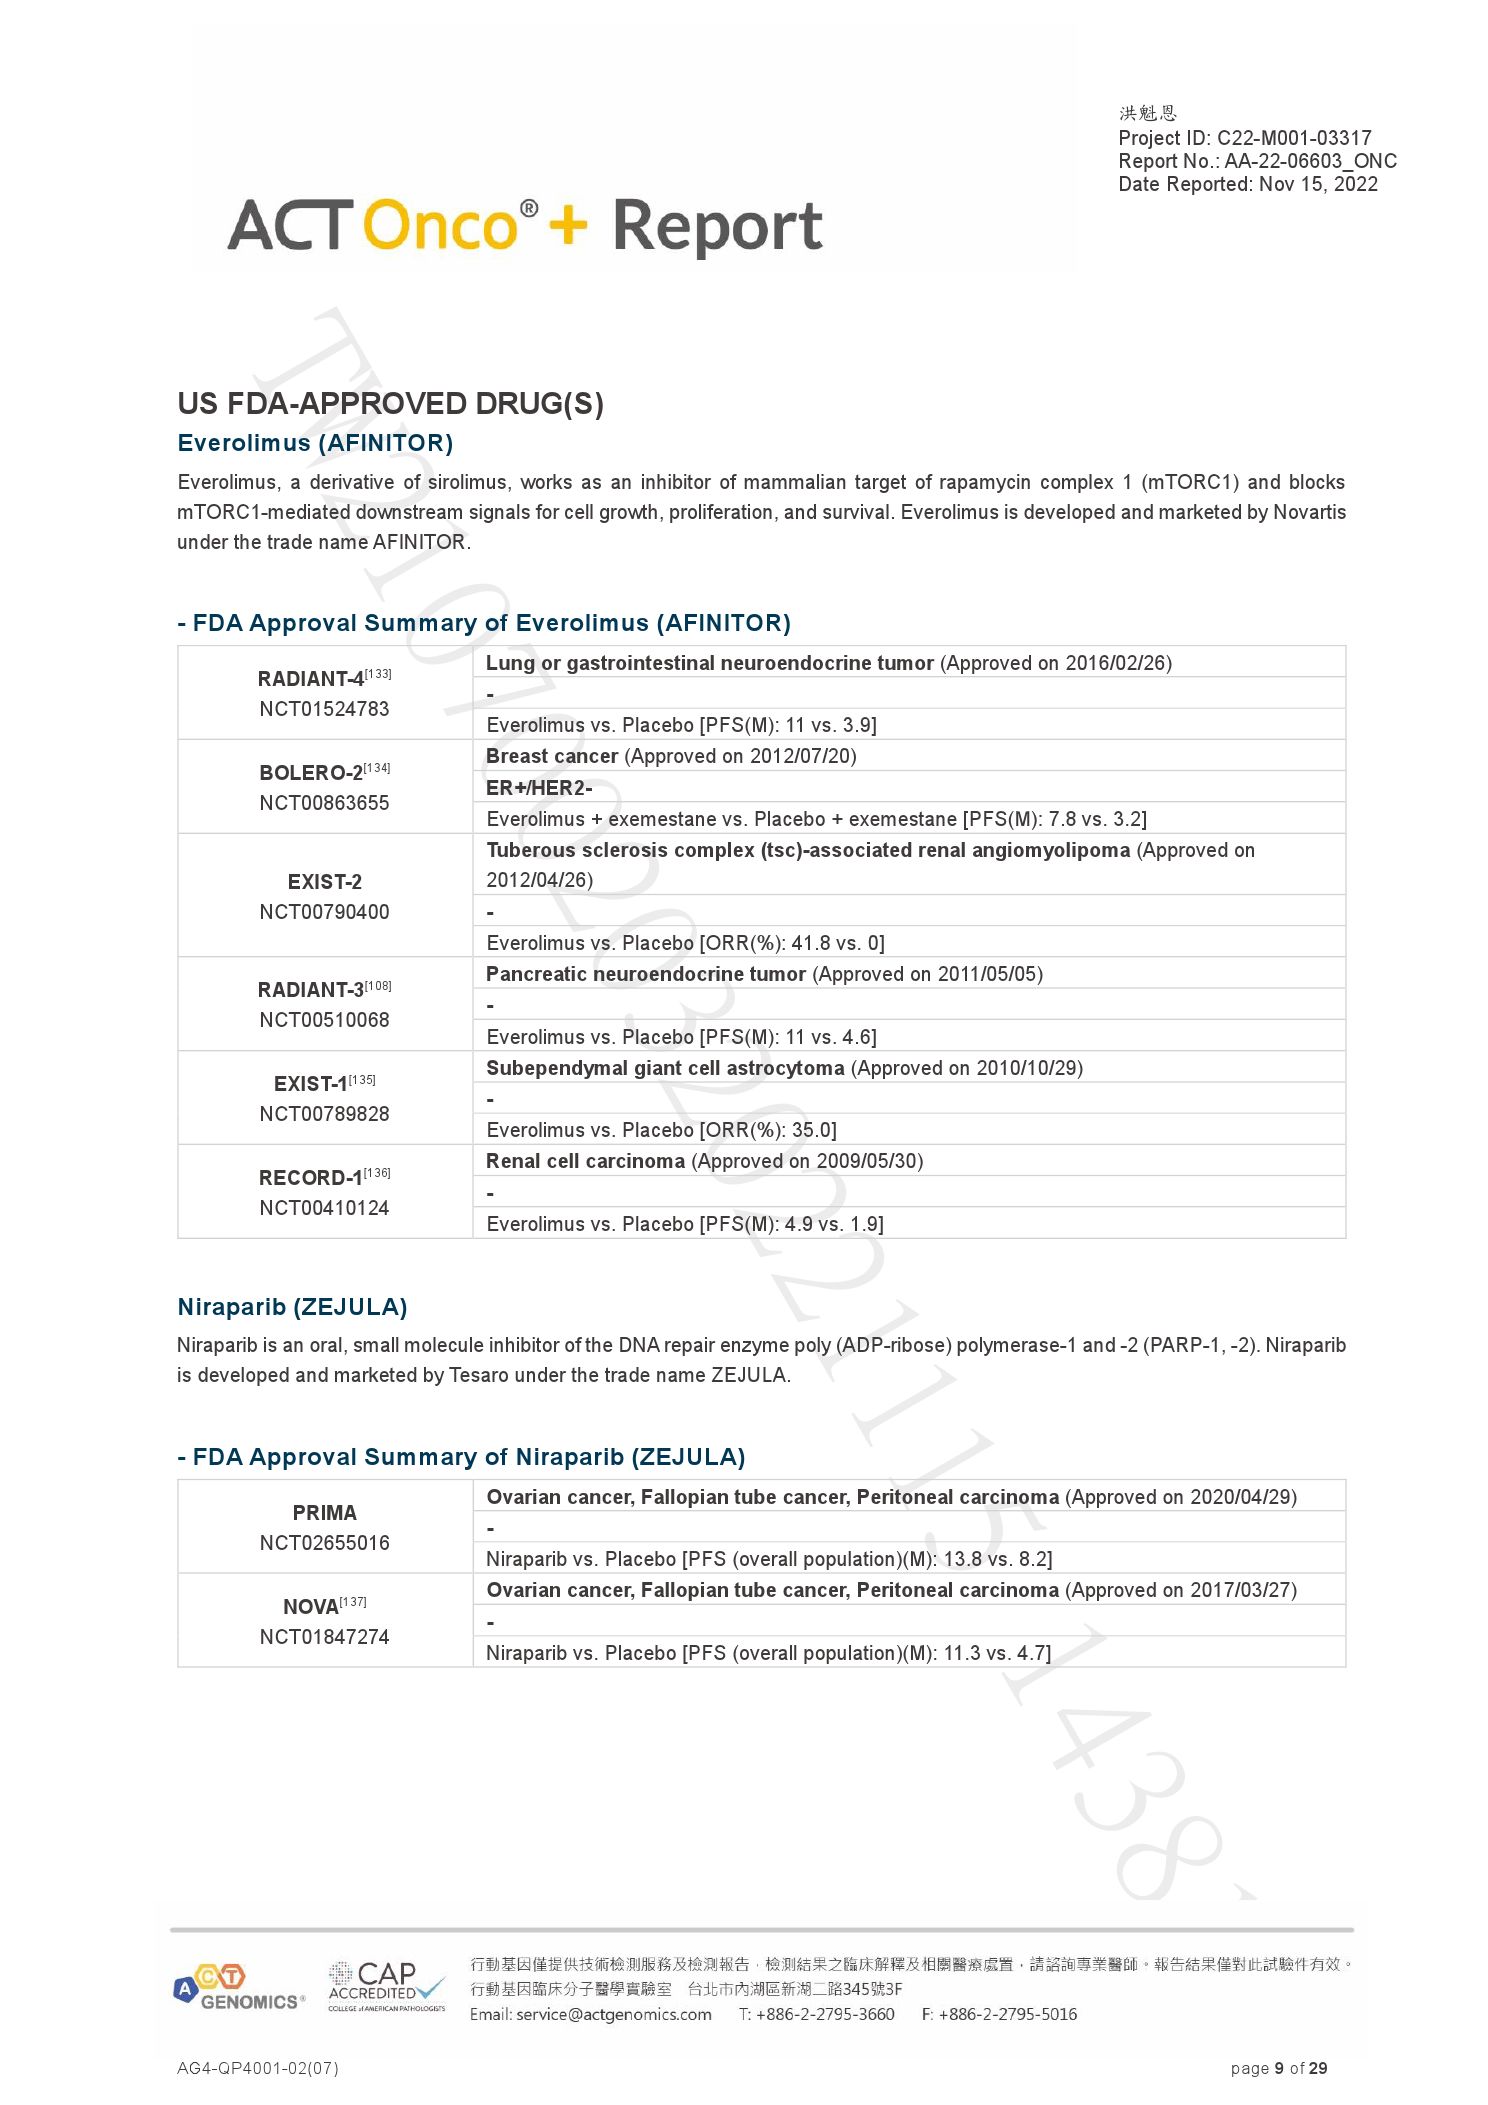 洪魁恩
Project ID: C22-M001-03317
Report No.: AA-22-06603_ONC
Date Reported: Nov 15, 2022
ACT Onco®+ Report
US FDA-APPROVED DRUG(S)
Everolimus (AFINITOR)
Everolimus, a derivative of sirolimus, works as an inhibitor of mammalian target of rapamycin complex 1 (mTORC1) and blocks
mTORC1-mediated downstream signals for cell growth, proliferation, and survival. Everolimus is developed and marketed by Novartis
under the trade name AFINITOR.
- FDA Approval Summary of Everolimus (AFINITOR)
RADIANT-4[133]
NCT01524783
Lung or gastrointestinal neuroendocrine tumor (Approved on 2016/02/26)
-
Everolimus vs. Placebo [PFS(M): 11 vs. 3.9]
BOLERO-2[134]
NCT00863655
Breast cancer (Approved on 2012/07/20)
ER+/HER2-
Everolimus + exemestane vs. Placebo + exemestane [PFS(M): 7.8 vs. 3.2]
EXIST-2
NCT00790400
Tuberous sclerosis complex (tsc)-associated renal angiomyolipoma (Approved on
2012/04/26)
-
Everolimus vs. Placebo [ORR(%): 41.8 vs. 0]
RADIANT-3[108]
NCT00510068
Pancreatic neuroendocrine tumor (Approved on 2011/05/05)
-
Everolimus vs. Placebo [PFS(M): 11 vs. 4.6]
EXIST-1[135]
NCT00789828
Subependymal giant cell astrocytoma (Approved on 2010/10/29)
-
Everolimus vs. Placebo [ORR(%): 35.0]
RECORD-1[136]
NCT00410124
Renal cell carcinoma (Approved on 2009/05/30)
-
Everolimus vs. Placebo [PFS(M): 4.9 vs. 1.9]
Niraparib (ZEJULA)
Niraparib is an oral, small molecule inhibitor of the DNA repair enzyme poly (ADP-ribose) polymerase-1 and -2 (PARP-1, -2). Niraparib
is developed and marketed by Tesaro under the trade name ZEJULA.
- FDA Approval Summary of Niraparib (ZEJULA)
PRIMA
NCT02655016
Ovarian cancer, Fallopian tube cancer, Peritoneal carcinoma (Approved on 2020/04/29)
-
Niraparib vs. Placebo [PFS (overall population)(M): 13.8 vs. 8.2]
NOVA[137]
NCT01847274
Ovarian cancer, Fallopian tube cancer, Peritoneal carcinoma (Approved on 2017/03/27)
-
Niraparib vs. Placebo [PFS (overall population)(M): 11.3 vs. 4.7]
ACT GENOMICS®
CAP
ACCREDITED
COLLEGE of AMERICAN PATHOLOGISTS
行動基因僅提供技術檢測服務及檢測報告，檢測結果之臨床解釋及相關醫療處置，請諮詢專業醫師。報告結果僅對此試驗件有效。
行動基因臨床分子醫學實驗室 台北市內湖區新湖二路345號3F
Email: service@actgenomics.com T: +886-2-2795-3660 F: +886-2-2795-5016
AG4-QP4001-02(07)
page 9 of 29